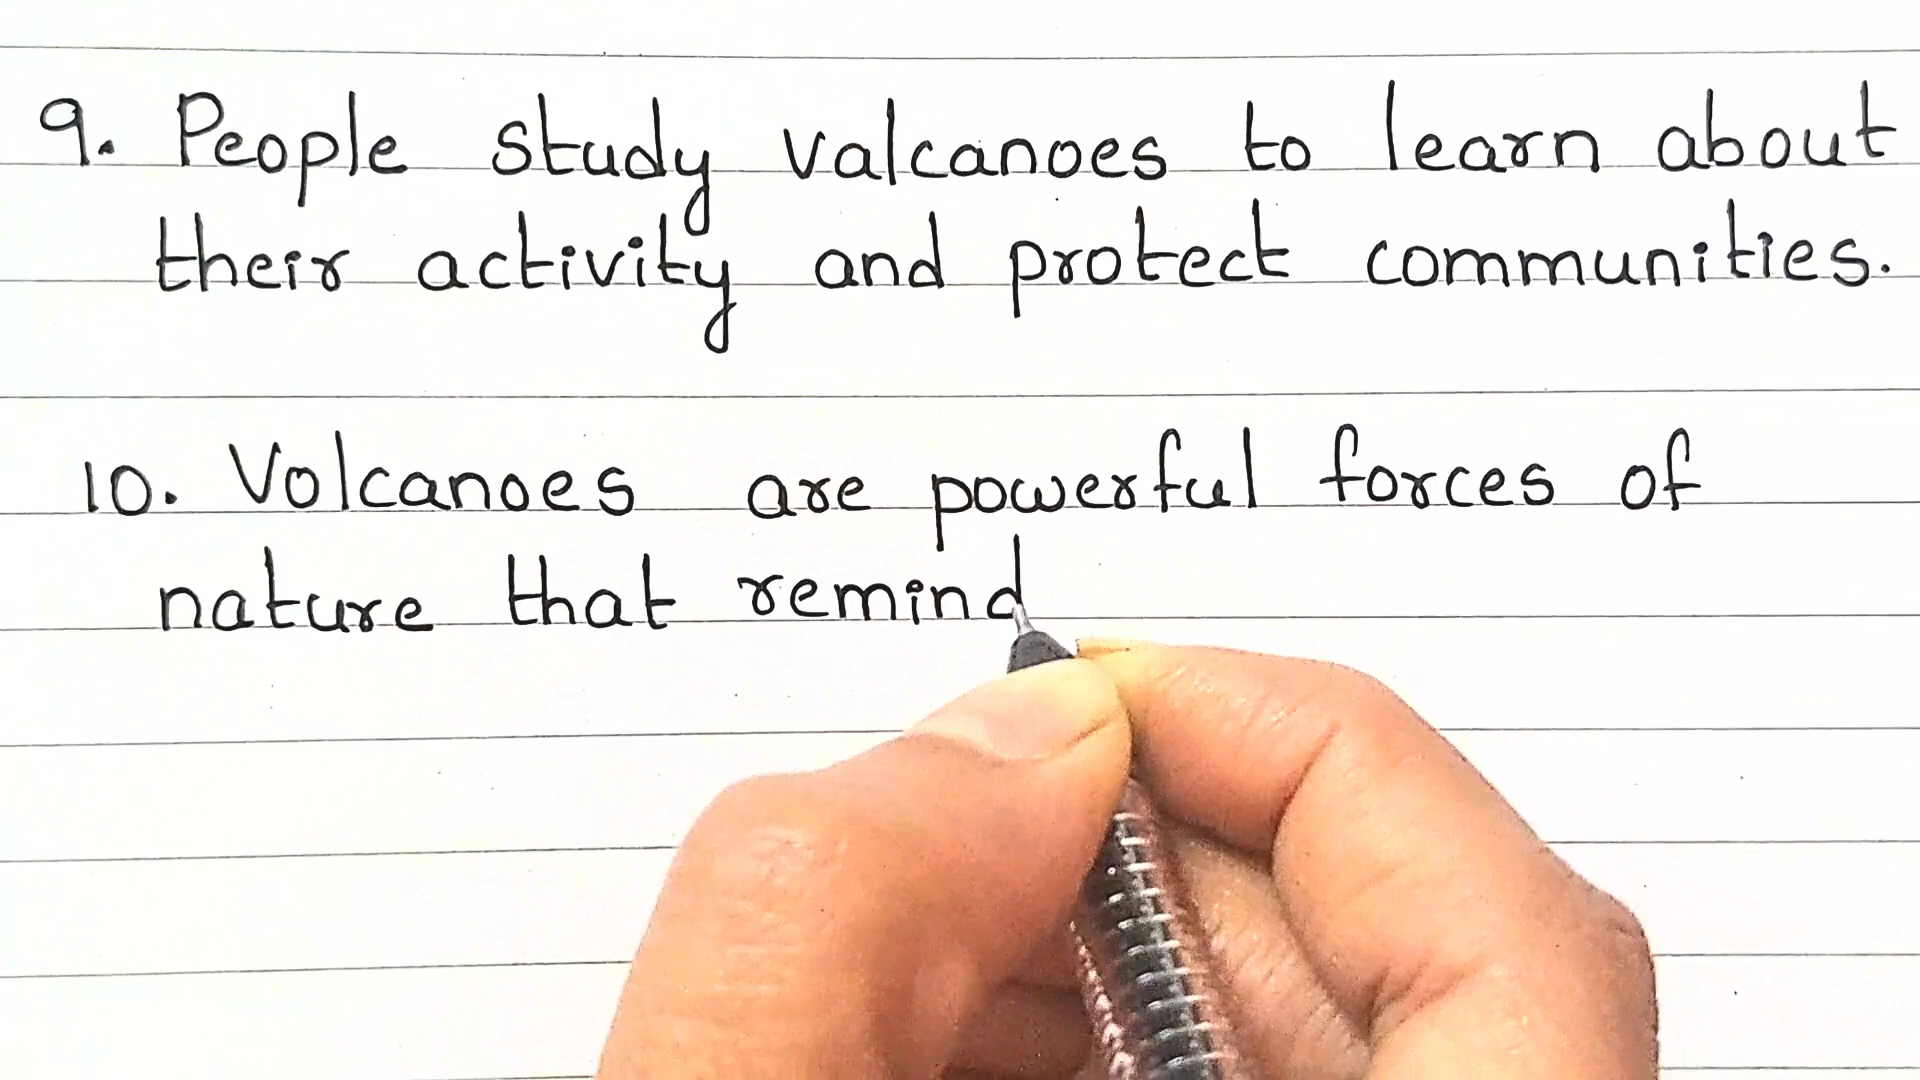 9. People study valcanoes to learn about
their activity and protect communities.
10. Volcanoes are powerful forces of
nature that remind